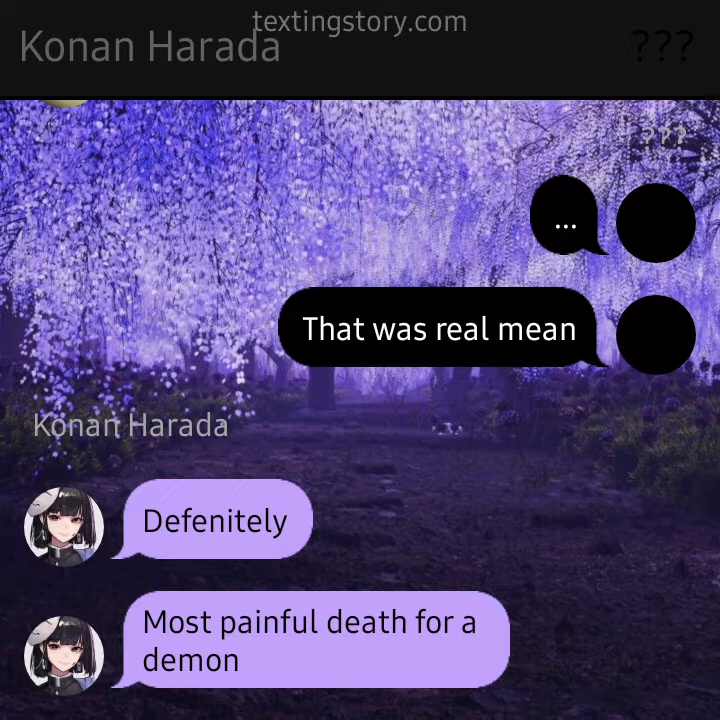 textingstory.com
Konan Harada
???
???
...
That was real mean
Konan Harada
Defenitely
Most painful death for a
demon